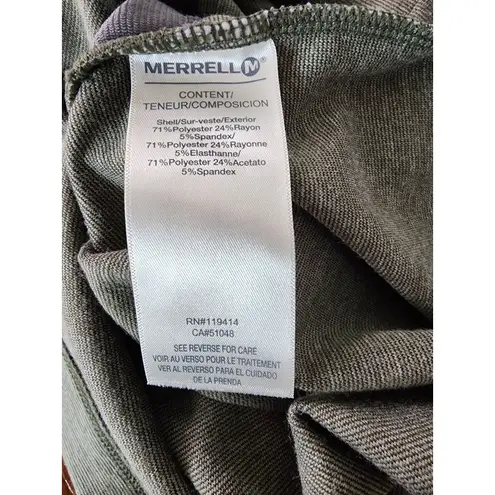 MERRELL M
CONTENT/
TENEUR/COMPOSICION
Shell/Sur-veste/Exterior
71%Polyester 24%Rayon
5%Spandex/
71%Polyester 24%Rayonne
5%Elasthanne/
71%Polyester 24%Acetato
5%Spandex
RN#119414
CA#51048
SEE REVERSE FOR CARE
VOIR AU VERSO POUR LE TRAITEMENT
VER AL REVERSO PARA EL CUIDADO
DE LA PRENDA